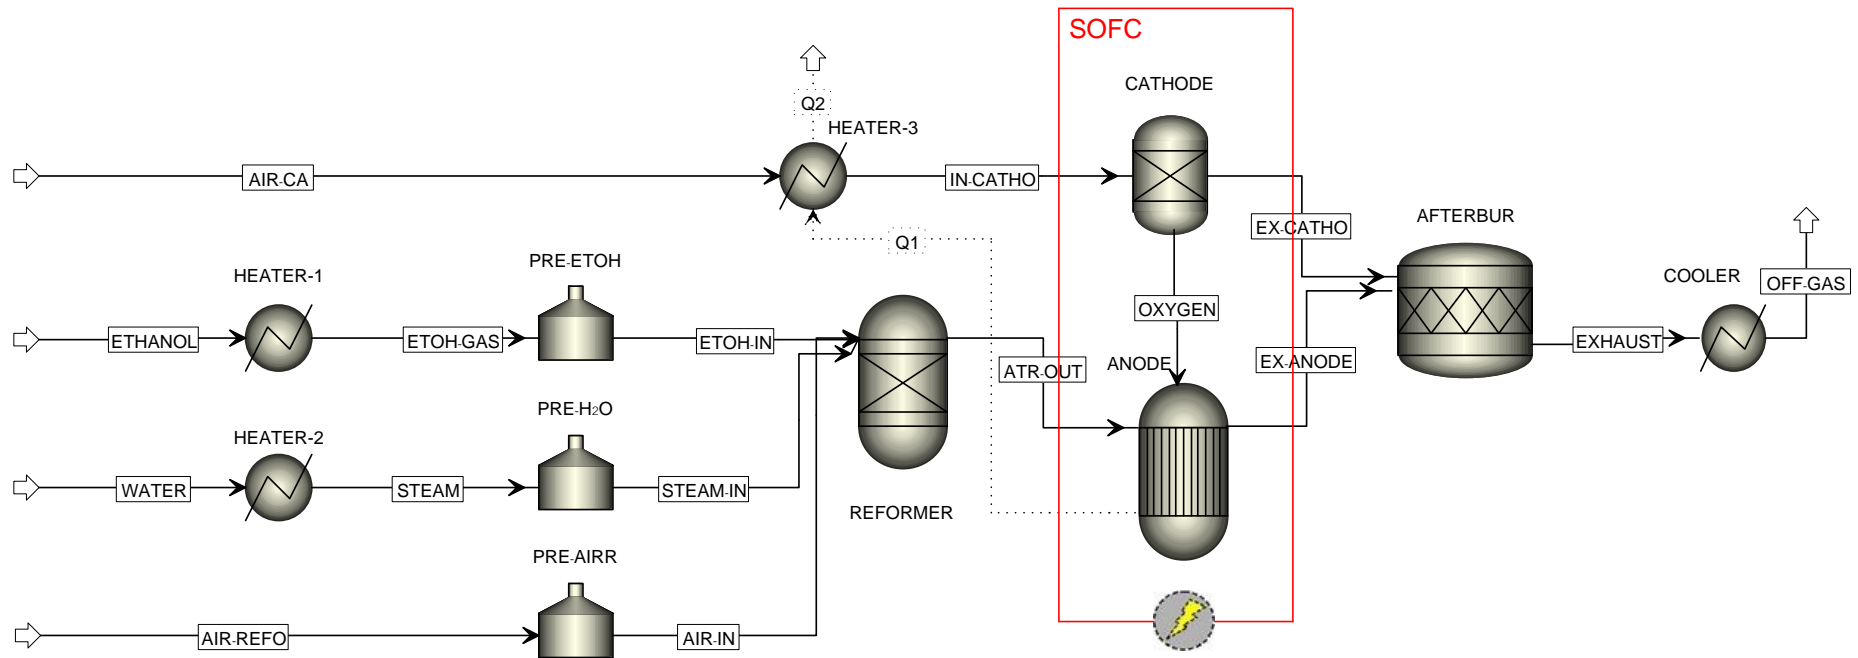 SOFC
CATHODE
Q2
HEATER-3
AIR-CA
IN-CATHO
EX-CATHO
AFTERBUR
Q1
PRE-ETOH
HEATER-1
COOLER
OFF-GAS
OXYGEN
ETHANOL
ETOH-GAS
ETOH-IN
EXHAUST
ATR-OUT
ANODE
EX-ANODE
PRE-H₂O
HEATER-2
WATER
STEAM
STEAM-IN
REFORMER
PRE-AIRR
AIR-REFO
AIR-IN